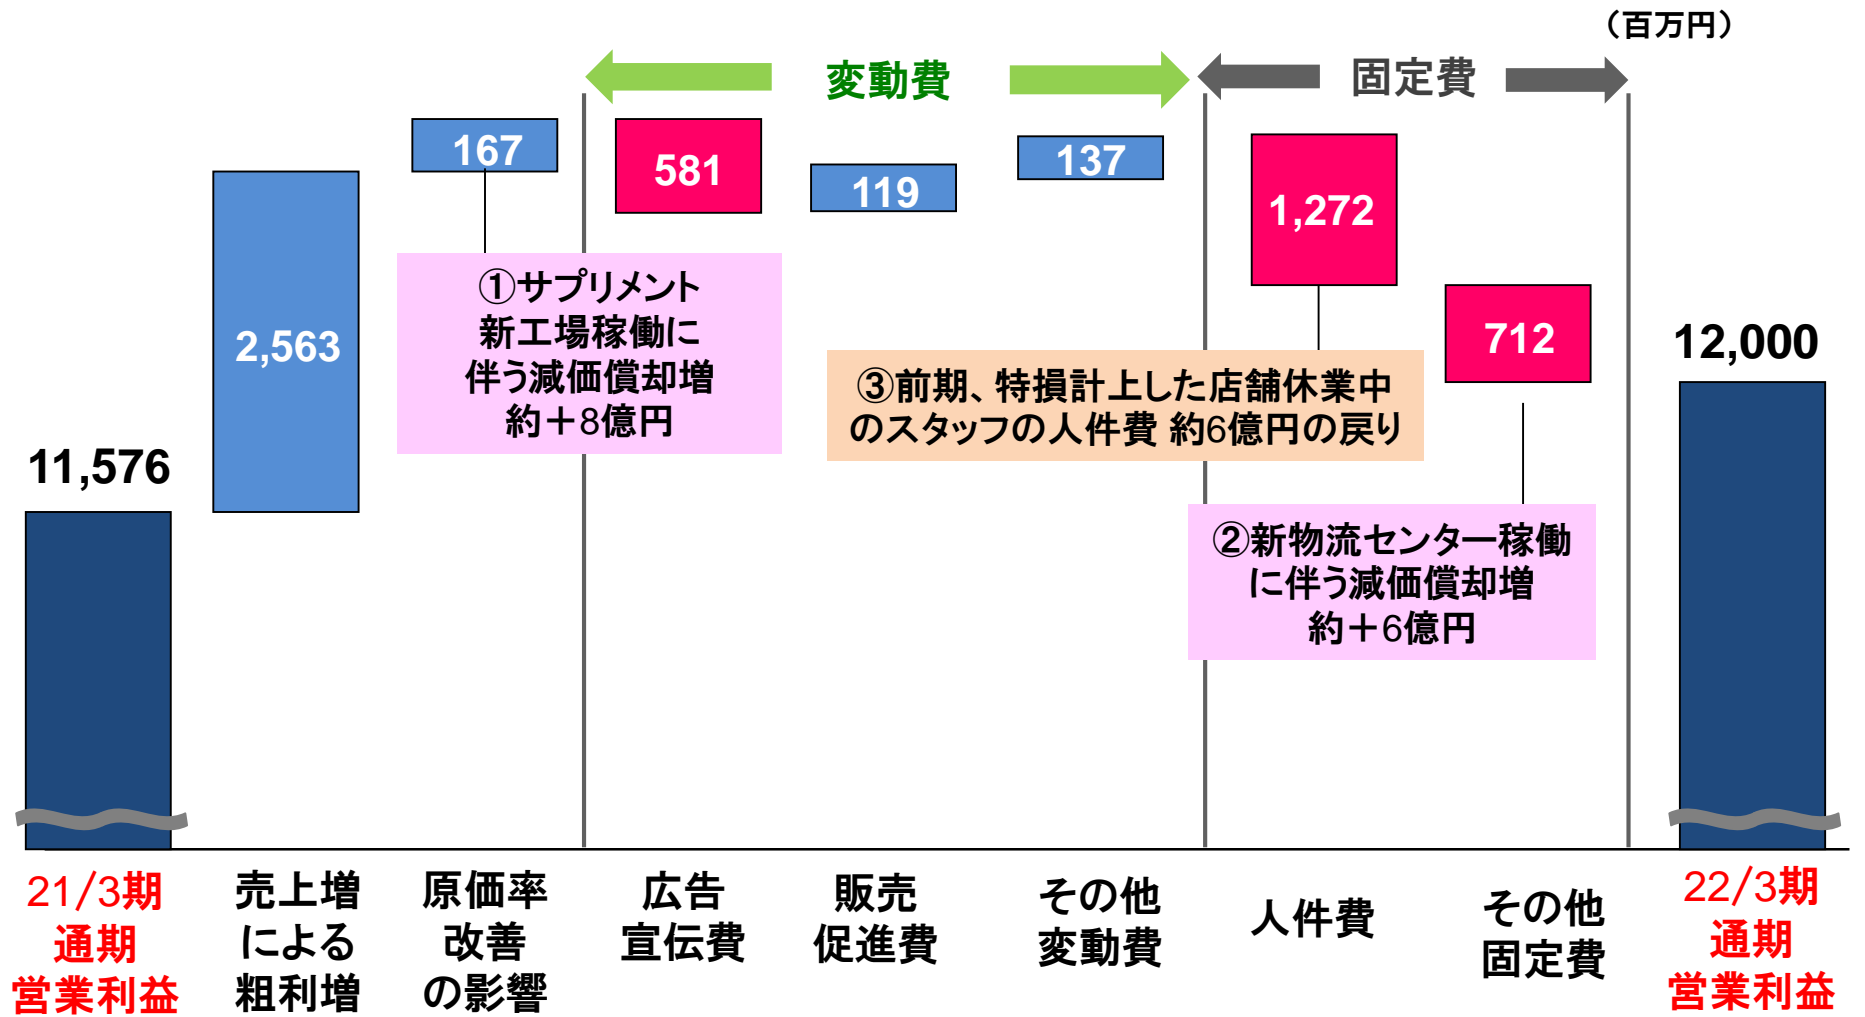 （百万円）
変動費
固定費
167
581
119
137
1,272
2,563
712
12,000
11,576
①サプリメント
新工場稼働に
伴う減価償却増
約＋8億円
③前期、特損計上した店舗休業中
のスタッフの人件費 約6億円の戻り
②新物流センター稼働
に伴う減価償却増
約＋6億円
21/3期
通期
営業利益
売上増
による
粗利増
原価率
改善
の影響
広告
宣伝費
販売
促進費
その他
変動費
人件費
その他
固定費
22/3期
通期
営業利益